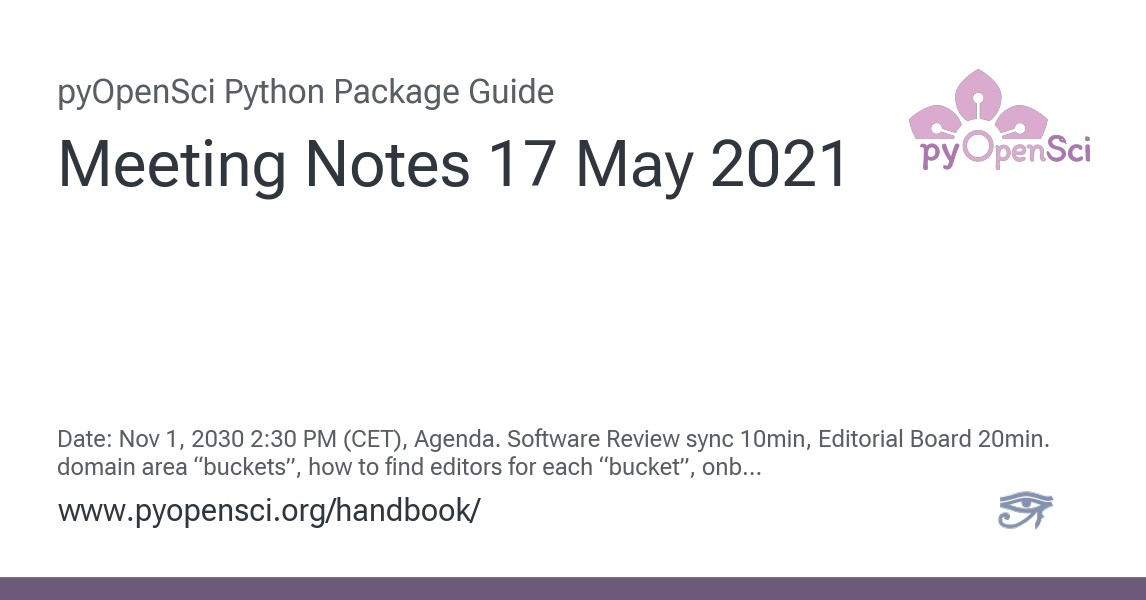 pyOpenSci Python Package Guide
Meeting Notes 17 May 2021
pyOpenSci
Date: Nov 1, 2030 2:30 PM (CET), Agenda. Software Review sync 10min, Editorial Board 20min.
domain area “buckets”, how to find editors for each “bucket”, onb...
www.pyopensci.org/handbook/